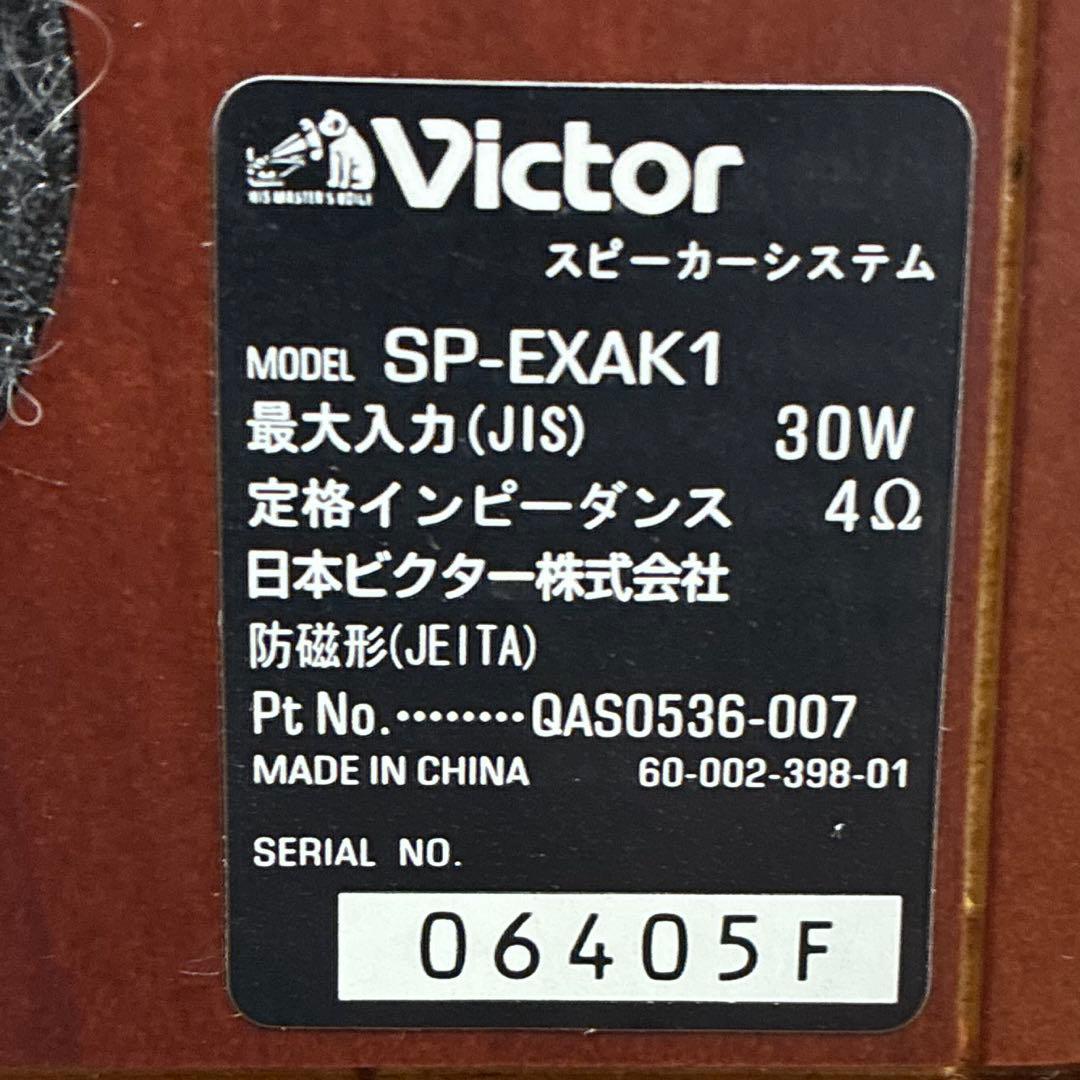 HIS MASTER'S VOICE
Victor
スピーカーシステム
MODEL SP-EXAK1
最大入力(JIS) 30W
定格インピーダンス 4Ω
日本ビクター株式会社
防磁形(JEITA)
Pt No.········QAS0536-007
MADE IN CHINA 60-002-398-01
SERIAL NO.
06405F